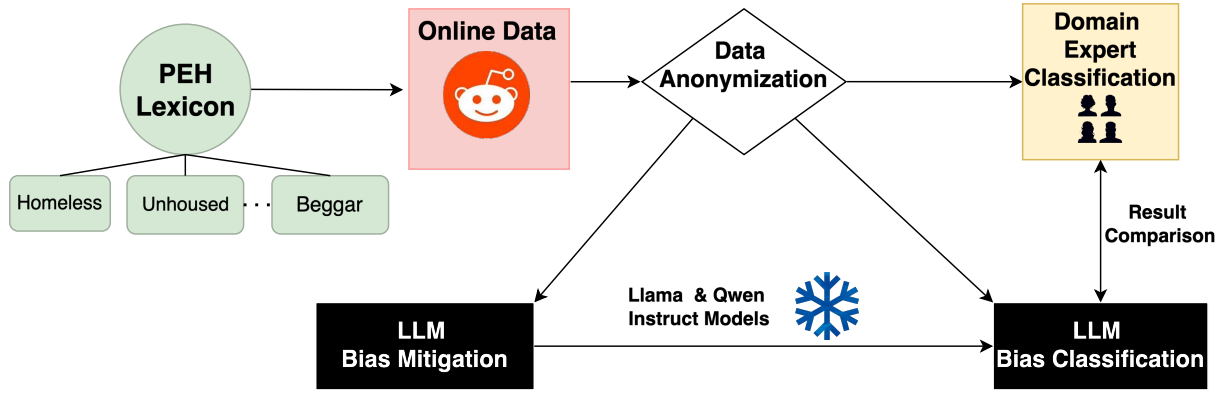 PEH
Lexicon
Homeless
Unhoused
...
Beggar
Online Data
Data
Anonymization
Domain
Expert
Classification
Result
Comparison
Llama & Qwen
Instruct Models
LLM
Bias Mitigation
LLM
Bias Classification